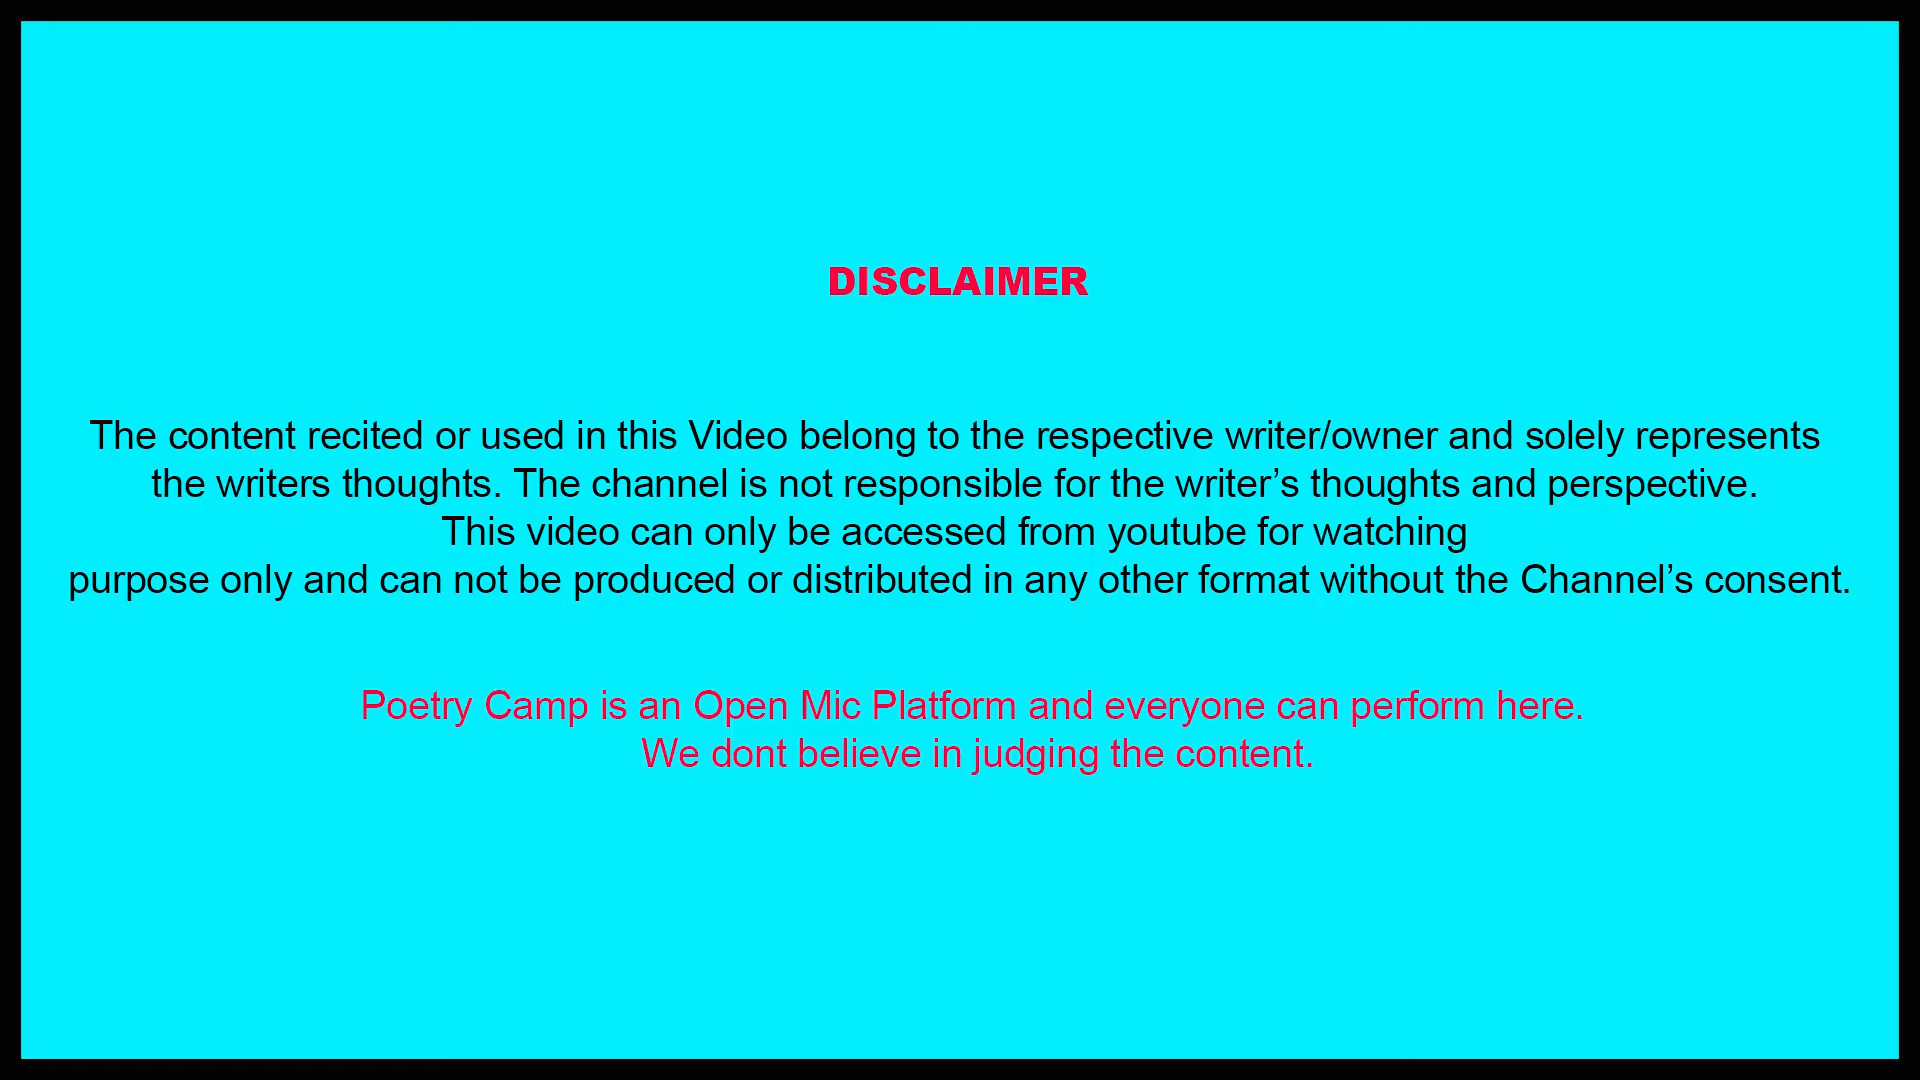 DISCLAIMER
The content recited or used in this Video belong to the respective writer/owner and solely represents
the writers thoughts. The channel is not responsible for the writer’s thoughts and perspective.
This video can only be accessed from youtube for watching
purpose only and can not be produced or distributed in any other format without the Channel’s consent.
Poetry Camp is an Open Mic Platform and everyone can perform here.
We dont believe in judging the content.